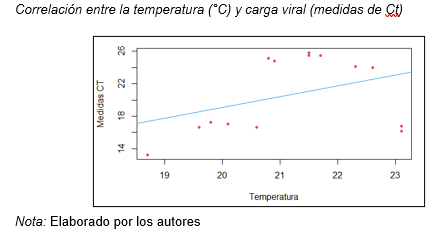 Correlación entre la temperatura (°C) y carga viral (medidas de Ct)
26
22
18
14
Medidas CT
19 20 21 22 23
Temperatura
Nota: Elaborado por los autores